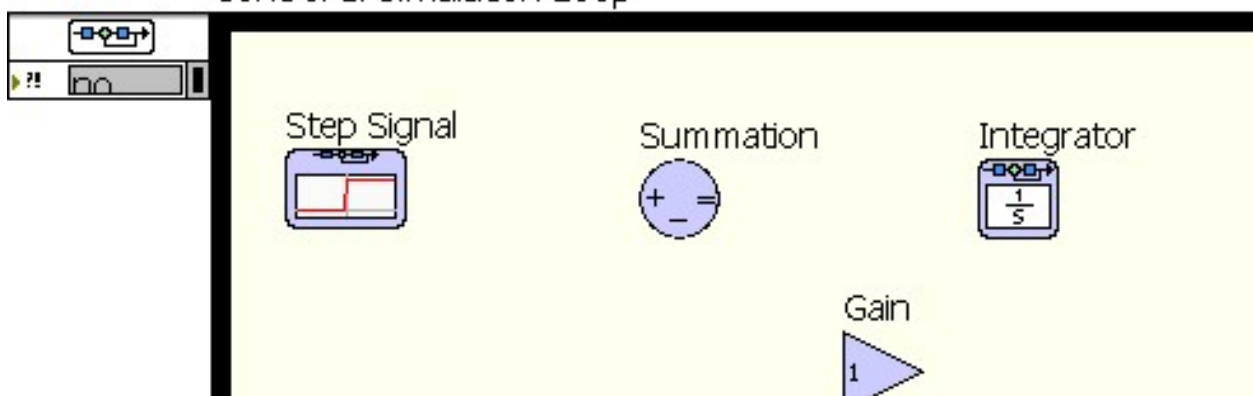 ?!
Step Signal
Summation
Integrator
+ =
−
1
S
Gain
1